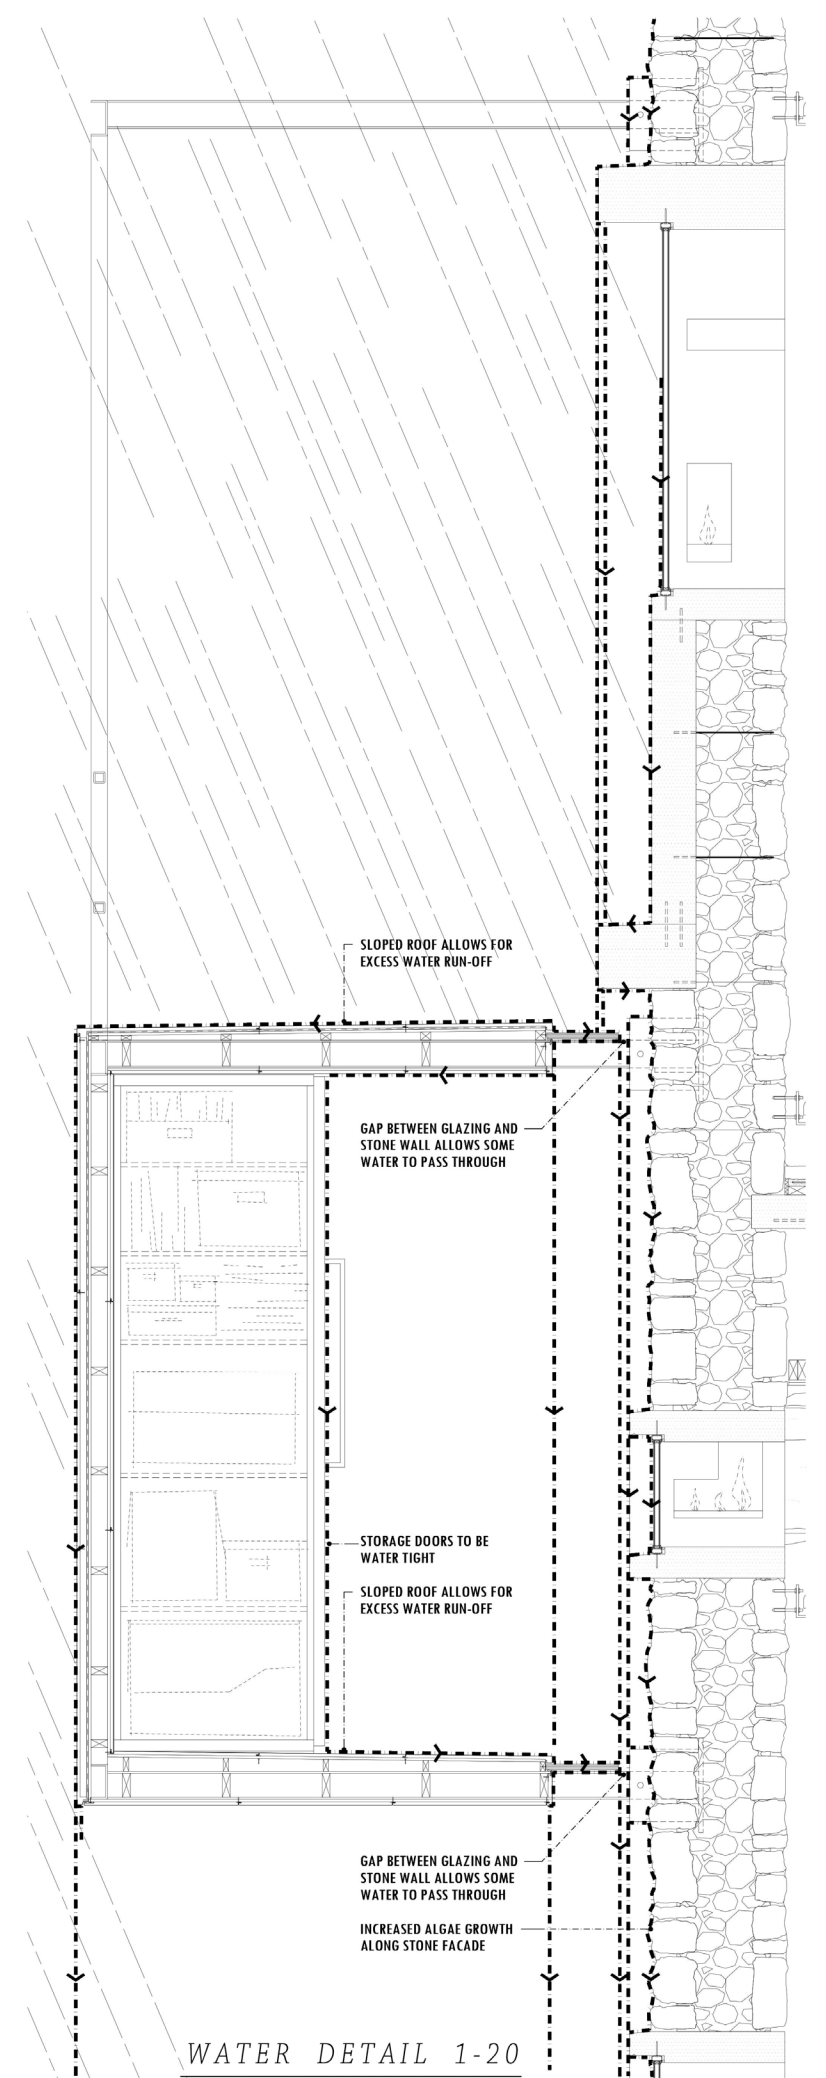 SLOPED ROOF ALLOWS FOR
EXCESS WATER RUN-OFF
GAP BETWEEN GLAZING AND
STONE WALL ALLOWS SOME
WATER TO PASS THROUGH
STORAGE DOORS TO BE
WATER TIGHT
SLOPED ROOF ALLOWS FOR
EXCESS WATER RUN-OFF
GAP BETWEEN GLAZING AND
STONE WALL ALLOWS SOME
WATER TO PASS THROUGH
INCREASED ALGAE GROWTH
ALONG STONE FACADE
WATER DETAIL 1-20